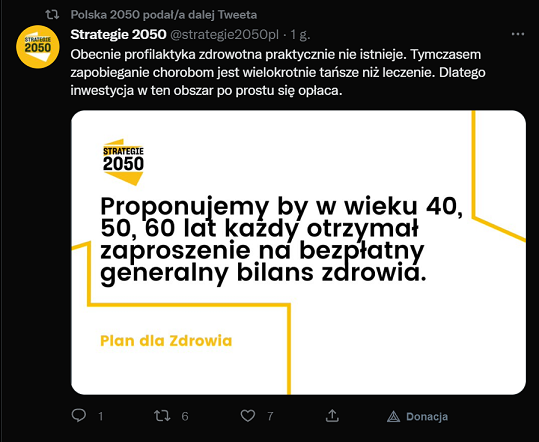 Polska 2050 podał/a dalej Tweeta
Strategie 2050 @strategie2050pl · 1 g.
STRATEGIE
2050
Obecnie profilaktyka zdrowotna praktycznie nie istnieje. Tymczasem
zapobieganie chorobom jest wielokrotnie tańsze niż leczenie. Dlatego
inwestycja w ten obszar po prostu się opłaca.
STRATEGIE
2050
Proponujemy by w wieku 40,
50, 60 lat każdy otrzymał
zaproszenie na bezpłatny
generalny bilans zdrowia.
Plan dla Zdrowia
1 6 7 Donacja